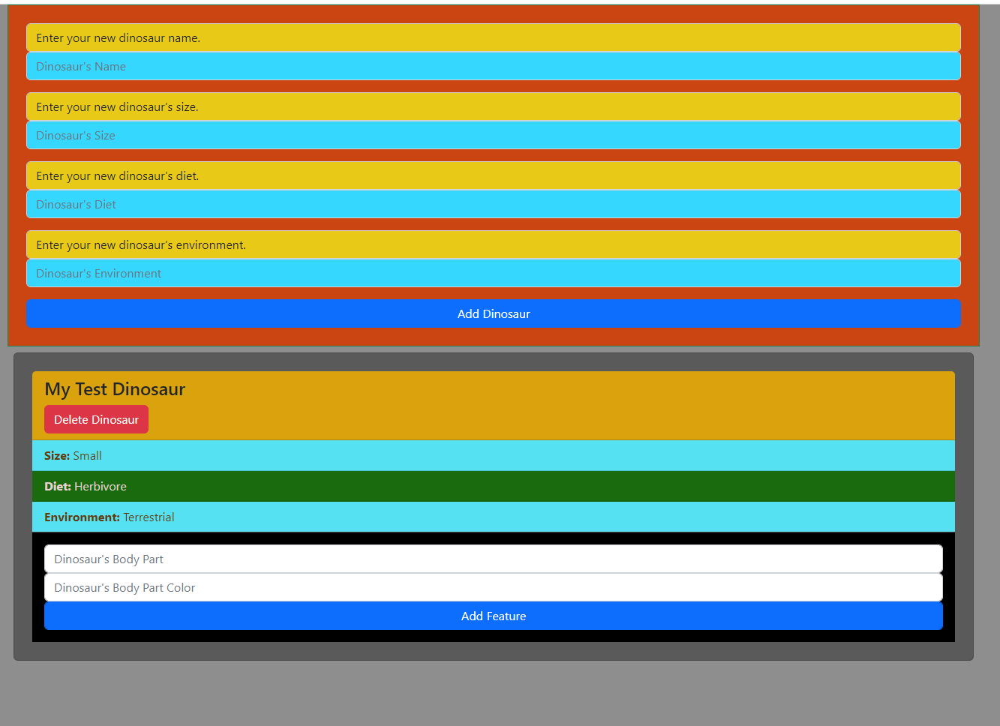 Enter your new dinosaur name.
Dinosaur's Name
Enter your new dinosaur's size.
Dinosaur's Size
Enter your new dinosaur's diet.
Dinosaur's Diet
Enter your new dinosaur's environment.
Dinosaur's Environment
Add Dinosaur
My Test Dinosaur
Delete Dinosaur
Size: Small
Diet: Herbivore
Environment: Terrestrial
Dinosaur's Body Part
Dinosaur's Body Part Color
Add Feature